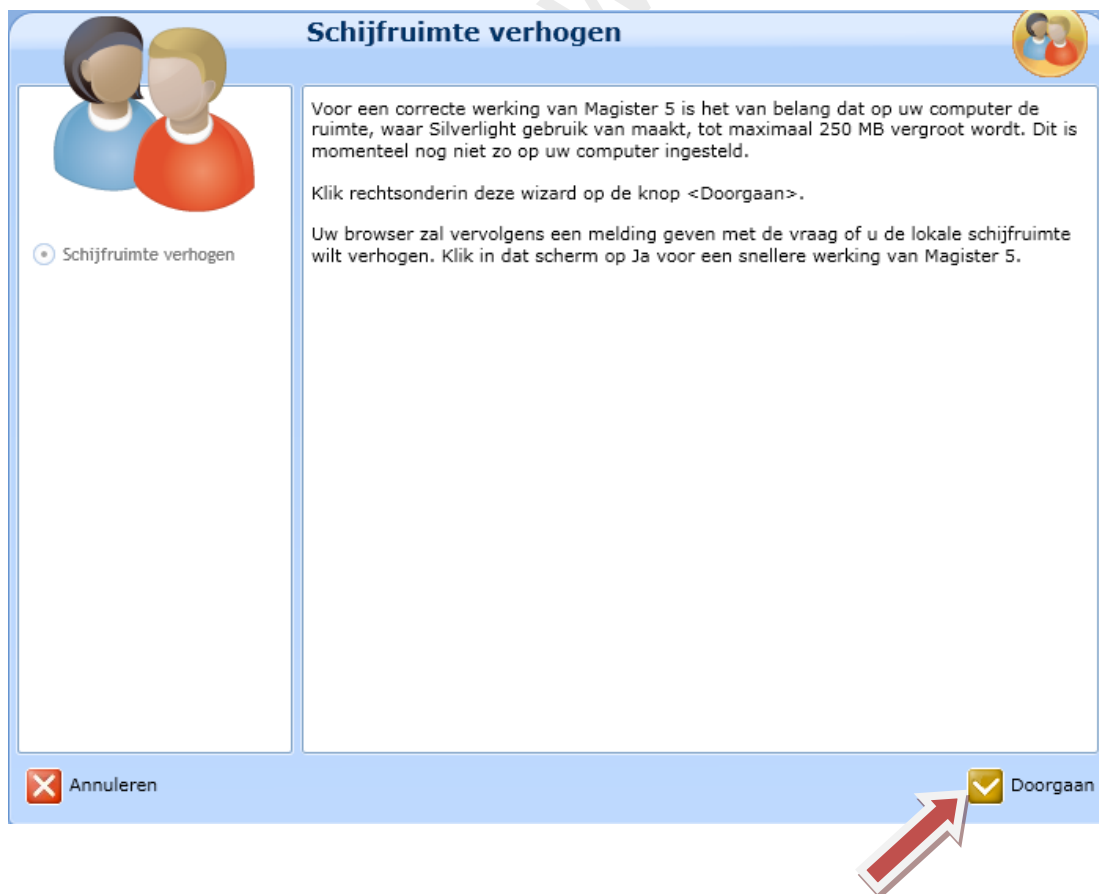 Schijfruimte verhogen
Voor een correcte werking van Magister 5 is het van belang dat op uw computer de
ruimte, waar Silverlight gebruik van maakt, tot maximaal 250 MB vergroot wordt. Dit is
momenteel nog niet zo op uw computer ingesteld.
Klik rechtsonderin deze wizard op de knop <Doorgaan>.
Uw browser zal vervolgens een melding geven met de vraag of u de lokale schijfruimte
wilt verhogen. Klik in dat scherm op Ja voor een snellere werking van Magister 5.
Schijfruimte verhogen
Annuleren
Doorgaan